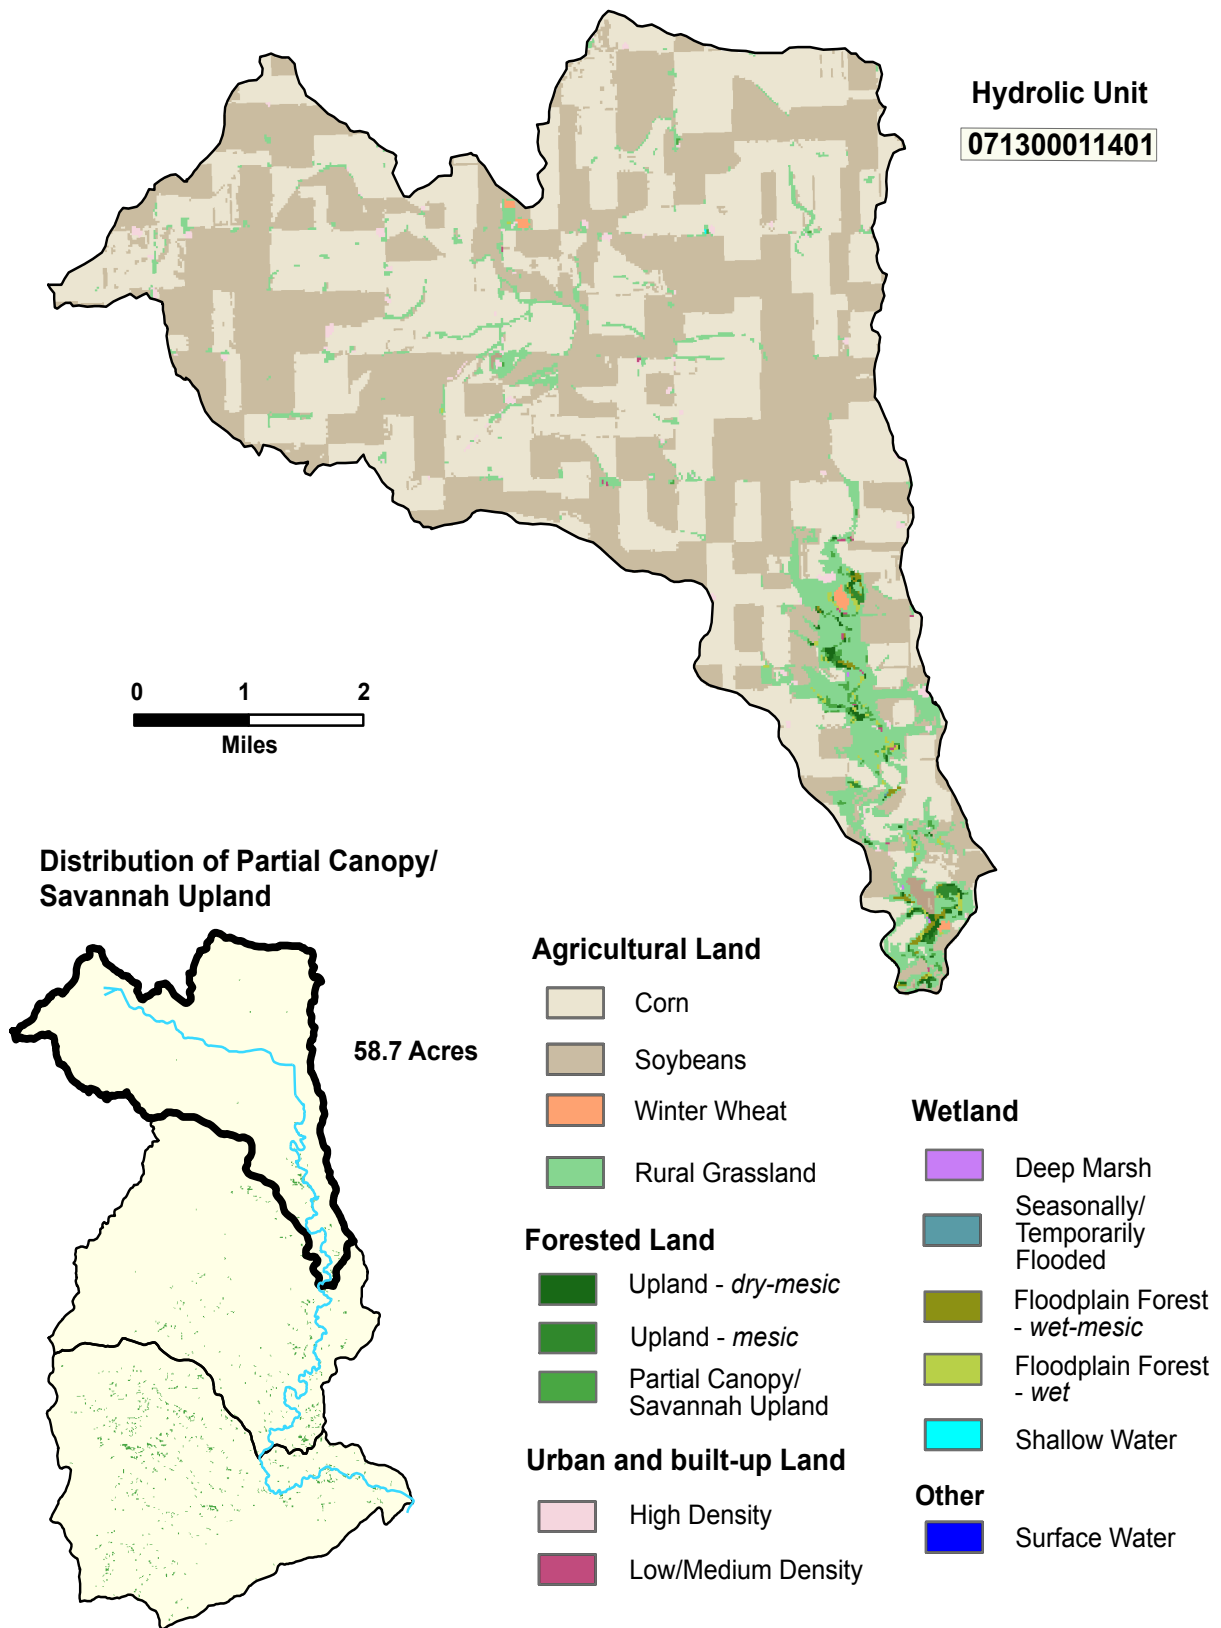 Hydrolic Unit
071300011401
0 1 2
Miles
Distribution of Partial Canopy/
Savannah Upland
58.7 Acres
Agricultural Land
Corn
Soybeans
Winter Wheat
Rural Grassland
Forested Land
Upland - dry-mesic
Upland - mesic
Partial Canopy/
Savannah Upland
Urban and built-up Land
High Density
Low/Medium Density
Wetland
Deep Marsh
Seasonally/
Temporarily
Flooded
Floodplain Forest
- wet-mesic
Floodplain Forest
- wet
Shallow Water
Other
Surface Water